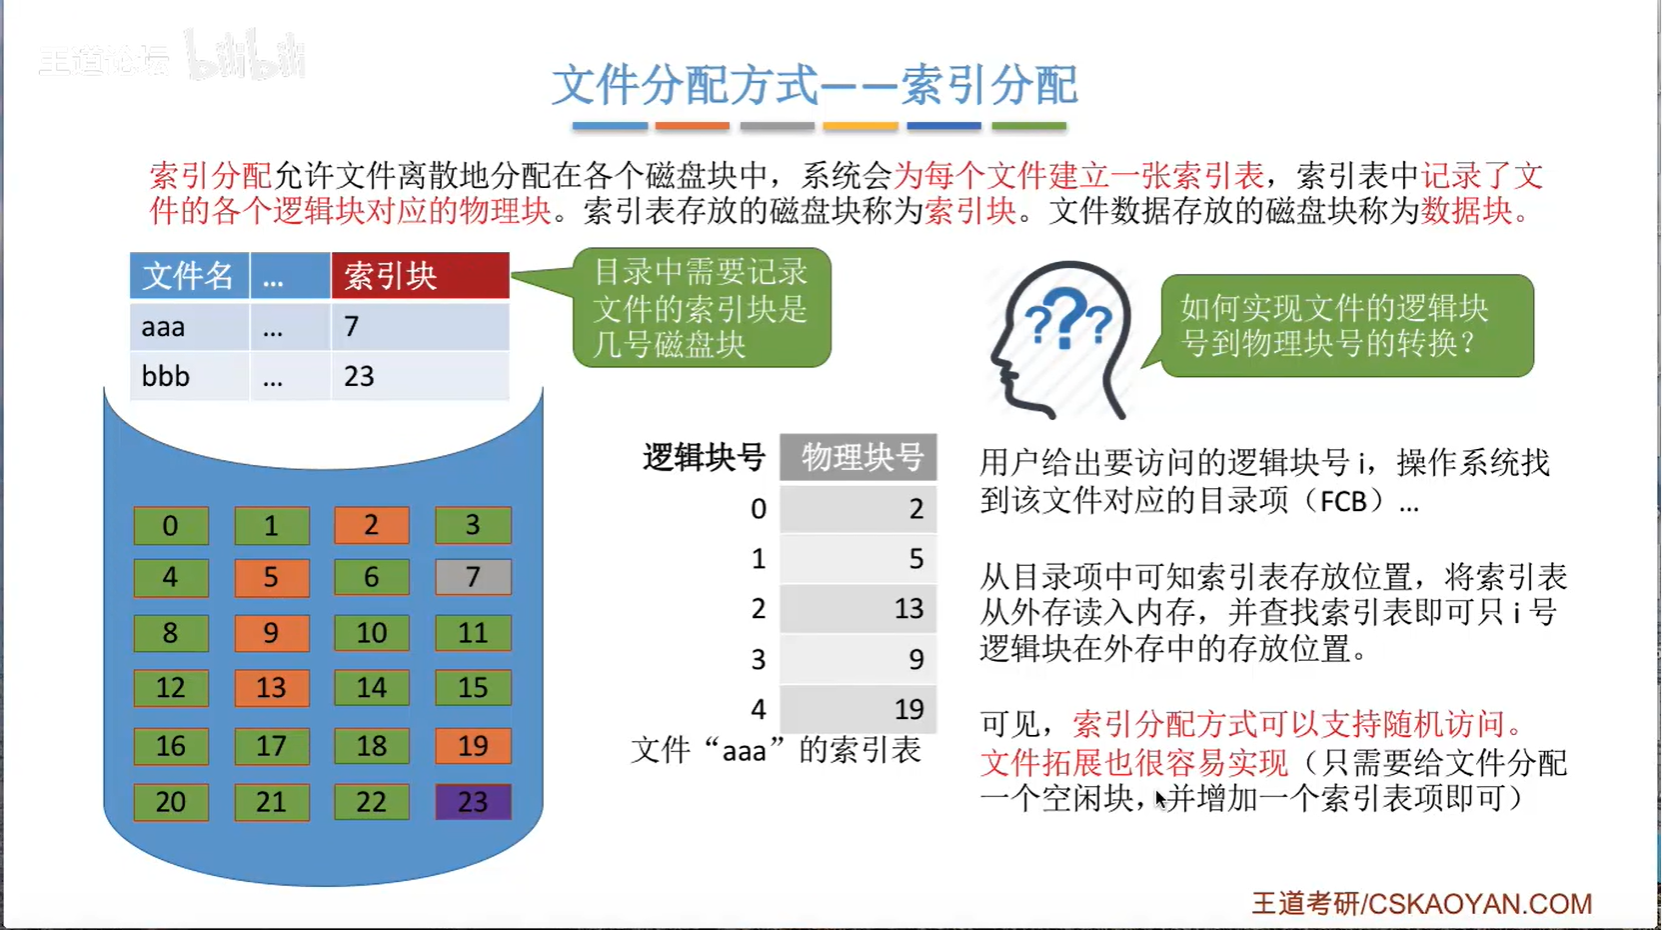 王道论坛 bilibili
文件分配方式——索引分配
索引分配允许文件离散地分配在各个磁盘块中，系统会为每个文件建立一张索引表，索引表中记录了文
件的各个逻辑块对应的物理块。索引表存放的磁盘块称为索引块。文件数据存放的磁盘块称为数据块。
文件名 ... 索引块
aaa ... 7
bbb ... 23
目录中需要记录
文件的索引块是
几号磁盘块
如何实现文件的逻辑块
号到物理块号的转换？
???
0 1 2 3
4 5 6 7
8 9 10 11
12 13 14 15
16 17 18 19
20 21 22 23
逻辑块号 物理块号
0 2
1 5
2 13
3 9
4 19
文件“aaa”的索引表
用户给出要访问的逻辑块号 i，操作系统找
到该文件对应的目录项（FCB）...
从目录项中可知索引表存放位置，将索引表
从外存读入内存，并查找索引表即可只 i 号
逻辑块在外存中的存放位置。
可见，索引分配方式可以支持随机访问。
文件拓展也很容易实现（只需要给文件分配
一个空闲块，并增加一个索引表项即可）
王道考研/CSKAOYAN.COM